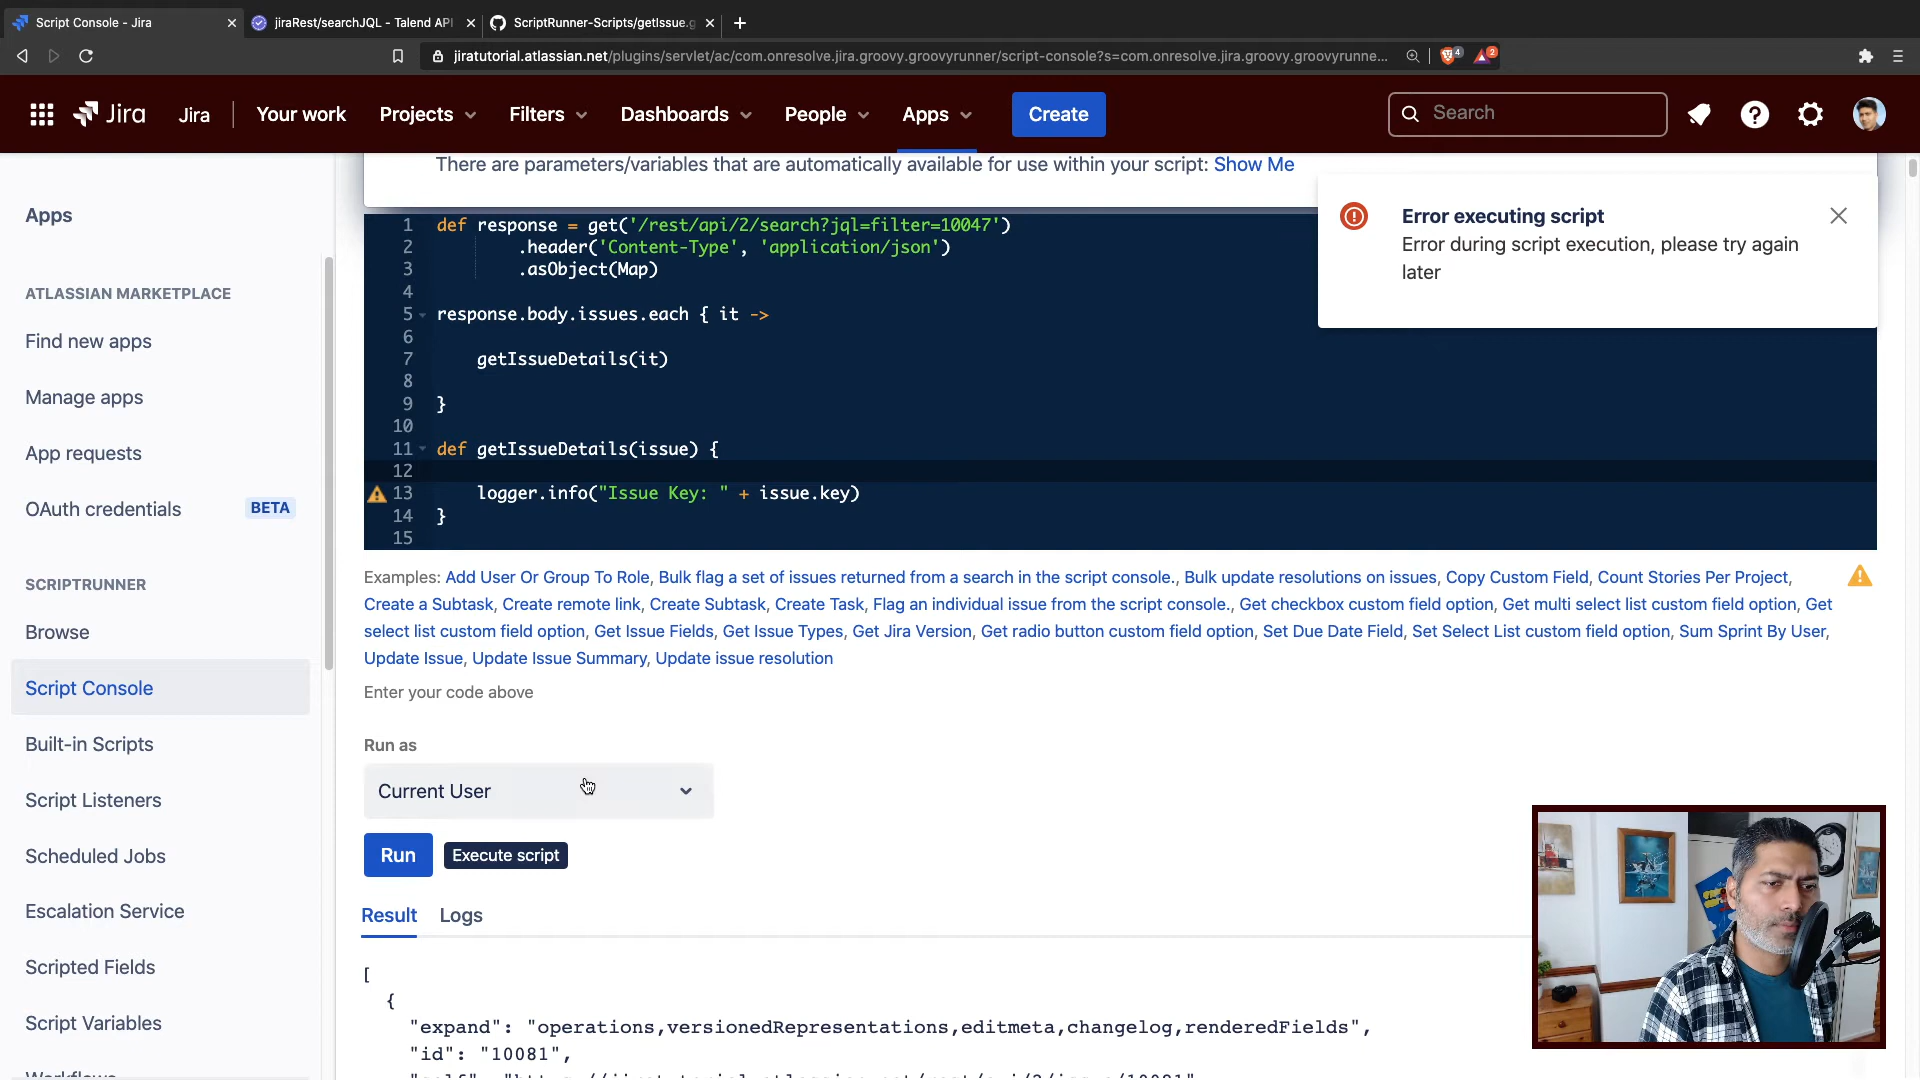 Script Console - Jira
jiraRest/searchJQL - Talend API
ScriptRunner-Scripts/getIssue.g
jiratutorial.atlassian.net/plugins/servlet/ac/com.onresolve.jira.groovy.groovyrunner/script-console?s=com.onresolve.jira.groovy.groovyrunne...
4
2
Jira
Jira
Your work
Projects
Filters
Dashboards
People
Apps
Create
Search
There are parameters/variables that are automatically available for use within your script: Show Me
Error executing script
Error during script execution, please try again
later
Apps
ATLASSIAN MARKETPLACE
Find new apps
Manage apps
App requests
OAuth credentials BETA
SCRIPTRUNNER
Browse
Script Console
Built-in Scripts
Script Listeners
Scheduled Jobs
Escalation Service
Scripted Fields
Script Variables
Workflows
1 def response = get('/rest/api/2/search?jql=filter=10047')
2 .header('Content-Type', 'application/json')
3 .asObject(Map)
4
5 response.body.issues.each { it ->
6
7 getIssueDetails(it)
8
9 }
10
11 def getIssueDetails(issue) {
12
13 logger.info("Issue Key: " + issue.key)
14 }
15
Examples: Add User Or Group To Role, Bulk flag a set of issues returned from a search in the script console., Bulk update resolutions on issues, Copy Custom Field, Count Stories Per Project,
Create a Subtask, Create remote link, Create Subtask, Create Task, Flag an individual issue from the script console., Get checkbox custom field option, Get multi select list custom field option, Get
select list custom field option, Get Issue Fields, Get Issue Types, Get Jira Version, Get radio button custom field option, Set Due Date Field, Set Select List custom field option, Sum Sprint By User,
Update Issue, Update Issue Summary, Update issue resolution
Enter your code above
Run as
Current User
Run
Execute script
Result
Logs
[
{
"expand": "operations,versionedRepresentations,editmeta,changelog,renderedFields",
"id": "10081",